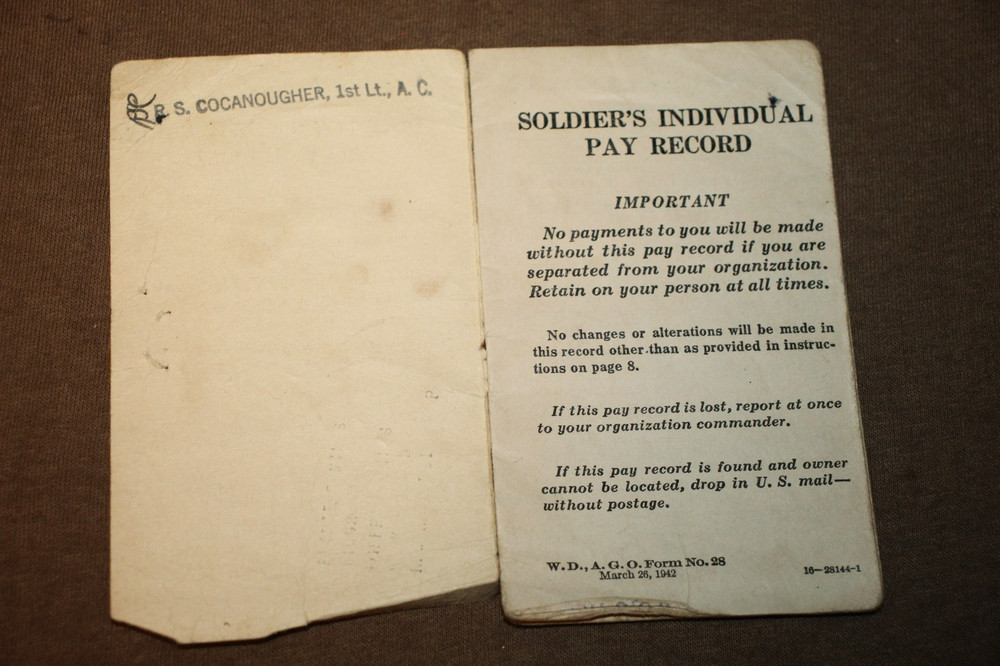 R. S. COCANOUGHER, 1st Lt., A. C.
SOLDIER'S INDIVIDUAL
PAY RECORD
IMPORTANT
No payments to you will be made
without this pay record if you are
separated from your organization.
Retain on your person at all times.
No changes or alterations will be made in
this record other than as provided in instruc-
tions on page 8.
If this pay record is lost, report at once
to your organization commander.
If this pay record is found and owner
cannot be located, drop in U. S. mail—
without postage.
W. D., A. G. O. Form No. 28
March 26, 1942
16—28144-1